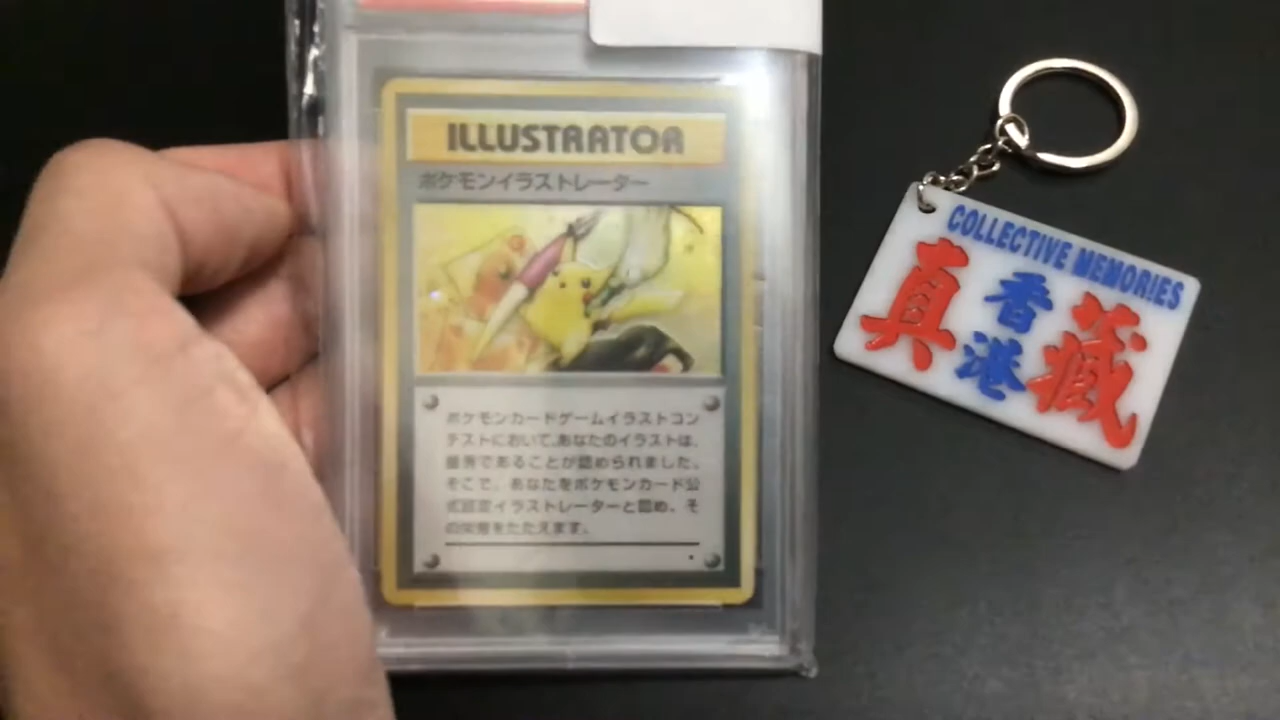 ILLUSTRATOR
ポケモンイラストレーター
ポケモンカードゲームイラストコン
テストにおいて、あなたのイラストは、
優秀であることが認められました。
そこで、あなたをポケモンカード公
式認定イラストレーターと認め、そ
の栄誉をたたえます。
COLLECTIVE MEMORIES
真香港藏